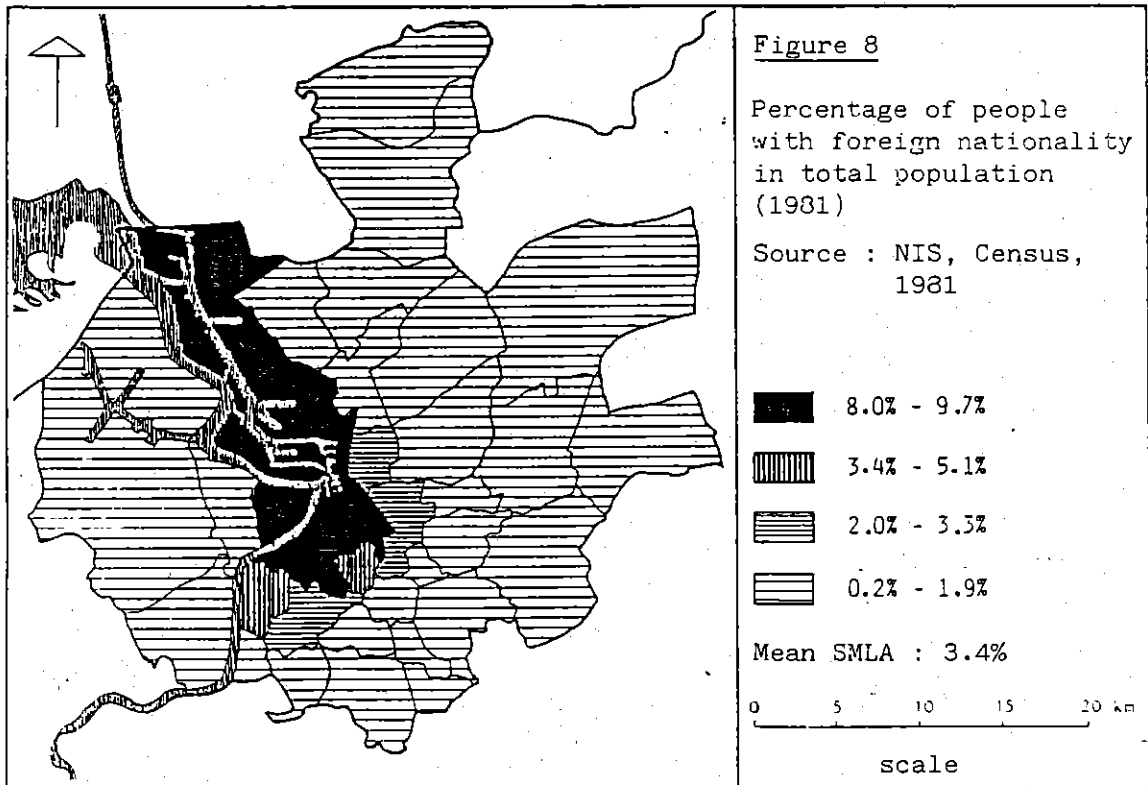 Figure 8
Percentage of people
with foreign nationality
in total population
(1981)
Source : NIS, Census,
1981
8.0% - 9.7%
3.4% - 5.1%
2.0% - 3.3%
0.2% - 1.9%
Mean SMLA : 3.4%
0 5 10 15 20 km
scale